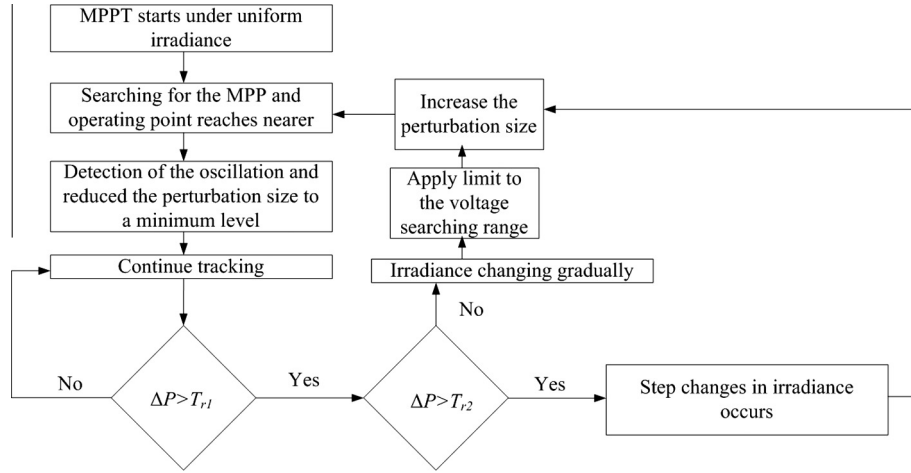 MPPT starts under uniform
irradiance
Searching for the MPP and
operating point reaches nearer
Increase the
perturbation size
Detection of the oscillation and
reduced the perturbation size to
a minimum level
Apply limit to
the voltage
searching range
Continue tracking
Irradiance changing gradually
No
No
Yes
Yes
ΔP>Tr1
ΔP>Tr2
Step changes in irradiance
occurs